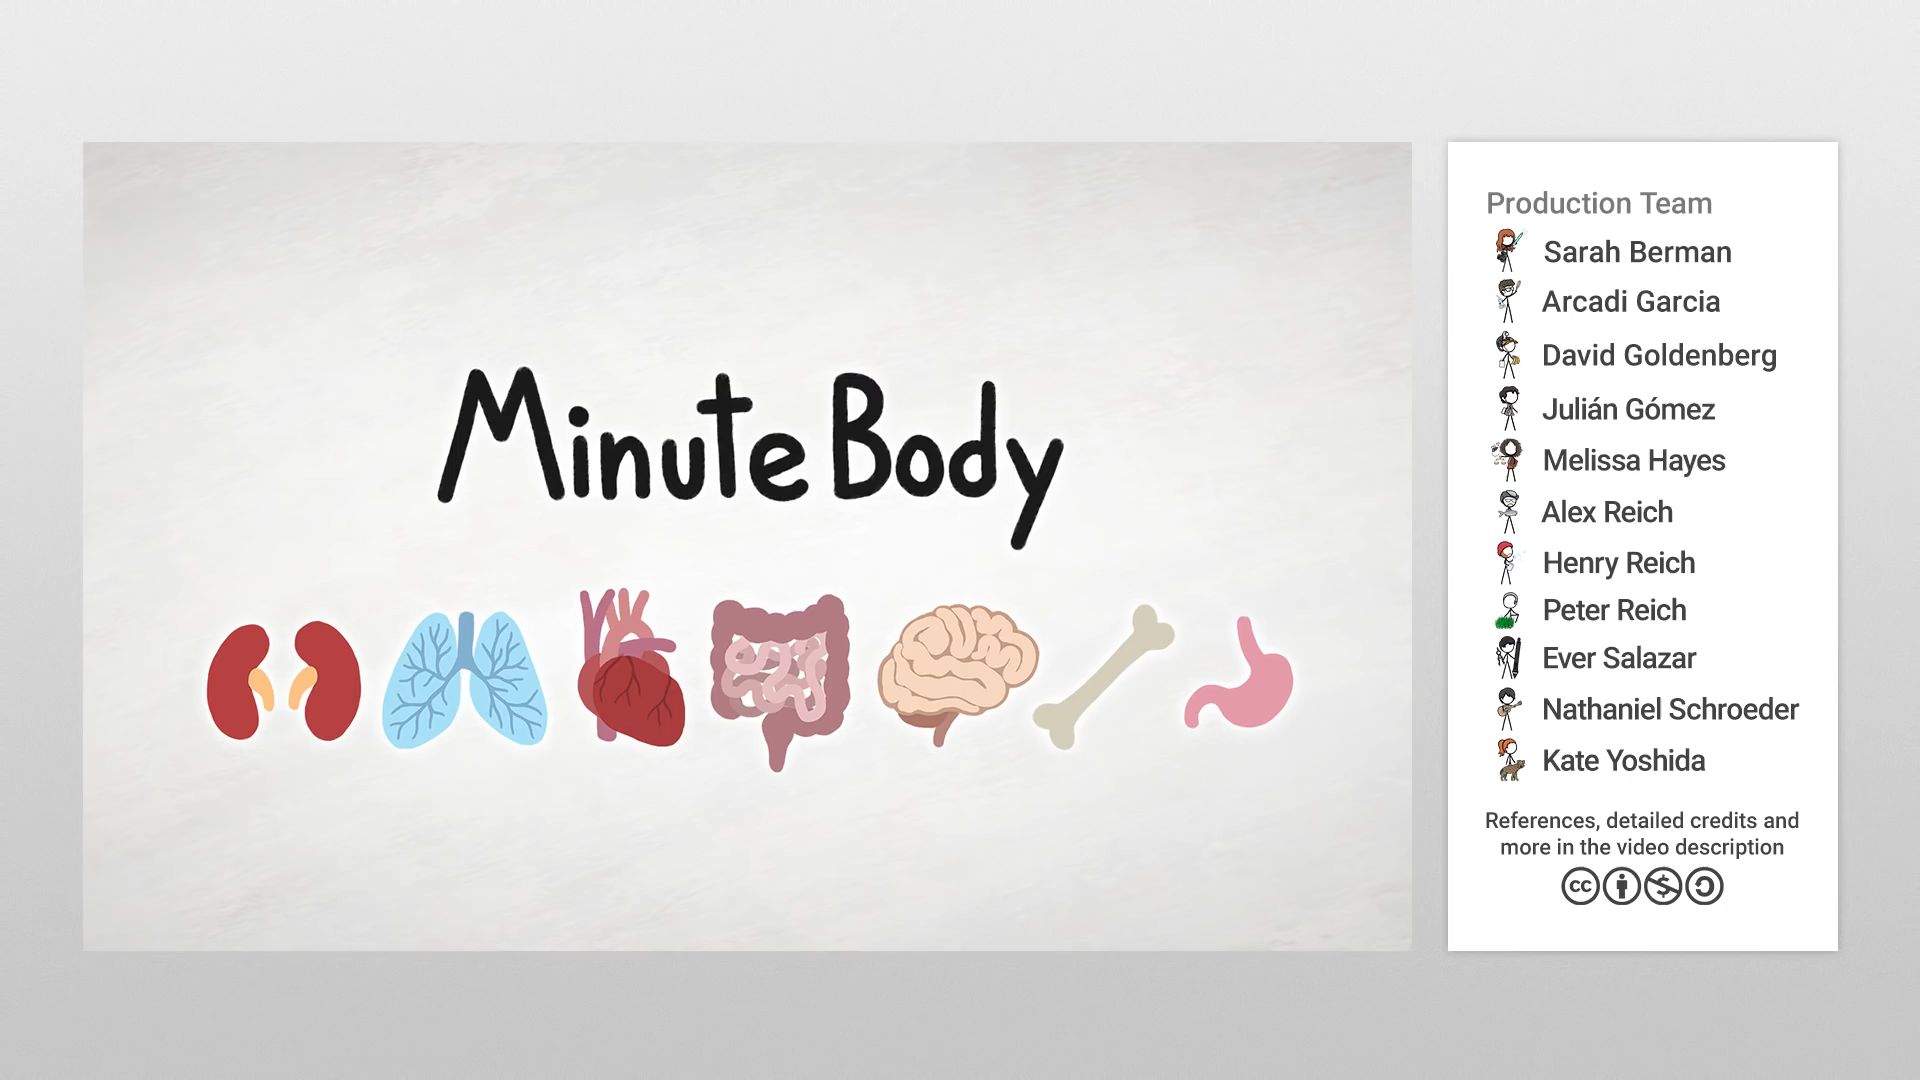 Minute Body
Production Team
Sarah Berman
Arcadi Garcia
David Goldenberg
Julián Gómez
Melissa Hayes
Alex Reich
Henry Reich
Peter Reich
Ever Salazar
Nathaniel Schroeder
Kate Yoshida
References, detailed credits and
more in the video description
cc